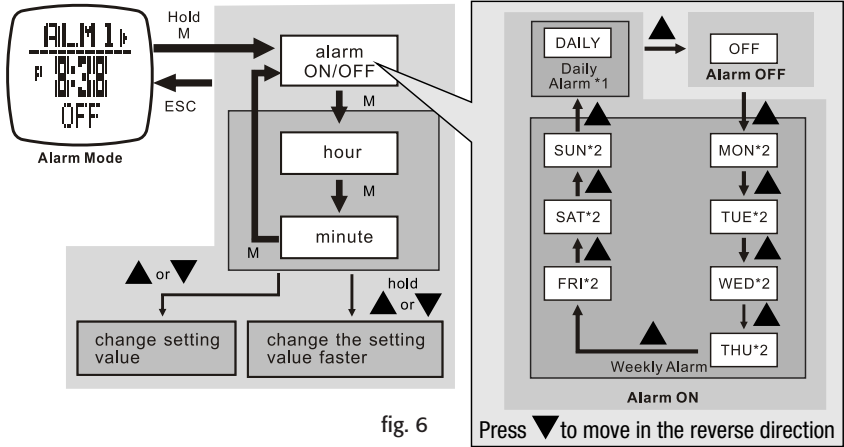 ALM 1
P 8:38
OFF
Alarm Mode
Hold
M
ESC
alarm
ON/OFF
M
hour
M
minute
M
▲ or ▼
hold
▲ or ▼
change setting
value
change the setting
value faster
fig. 6
DAILY
Daily
Alarm *1
OFF
Alarm OFF
SUN*2
MON*2
SAT*2
TUE*2
FRI*2
WED*2
THU*2
Weekly Alarm
Alarm ON
Press ▼ to move in the reverse direction